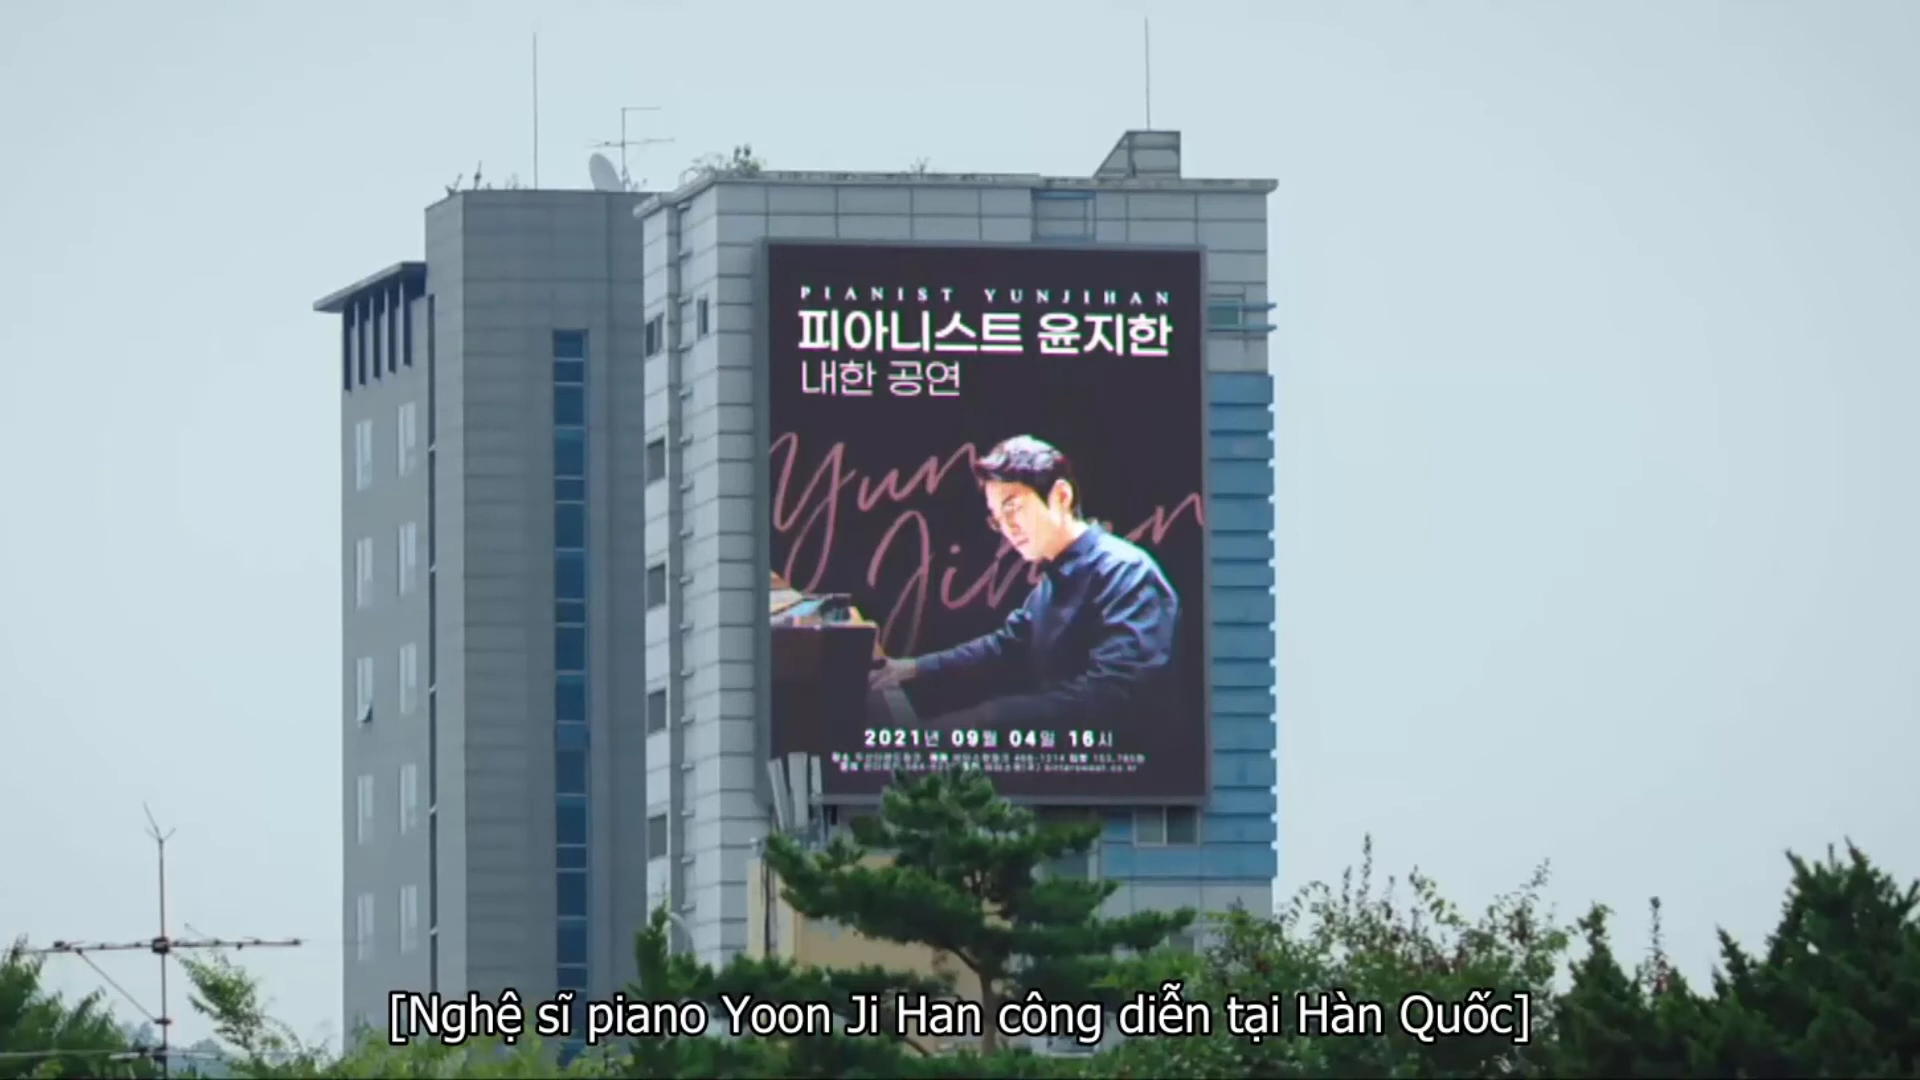 PIANIST YUNJIHAN
피아니스트 윤지한
내한 공연
Yun
2021년 09월 04일 16시
[Nghệ sĩ piano Yoon Ji Han công diễn tại Hàn Quốc]